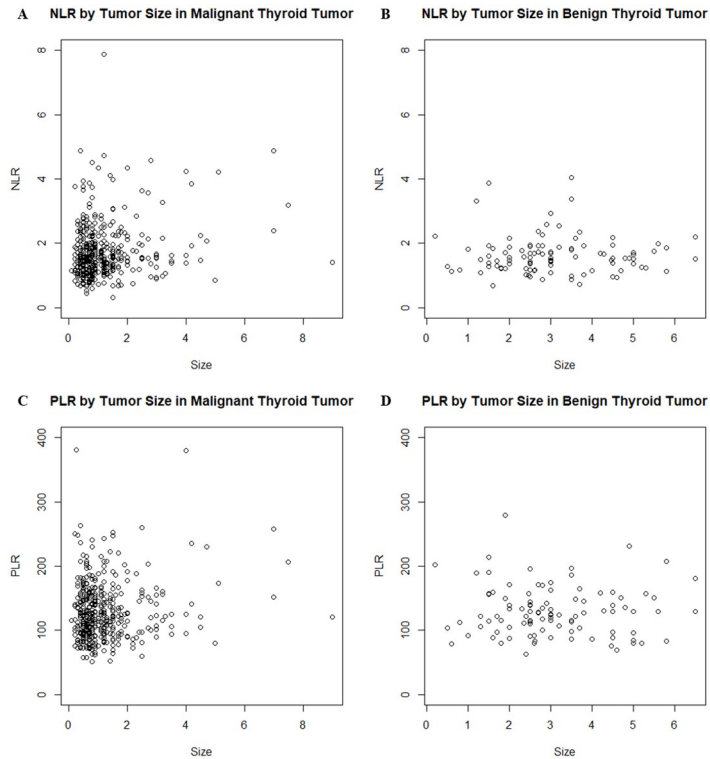 A NLR by Tumor Size in Malignant Thyroid Tumor
B NLR by Tumor Size in Benign Thyroid Tumor
8
6
4
2
0
NLR
0 2 4 6 8
Size
8
6
4
2
0
NLR
0 1 2 3 4 5 6
Size
C PLR by Tumor Size in Malignant Thyroid Tumor
D PLR by Tumor Size in Benign Thyroid Tumor
400
300
200
100
0
PLR
0 2 4 6 8
Size
400
300
200
100
0
PLR
0 1 2 3 4 5 6
Size